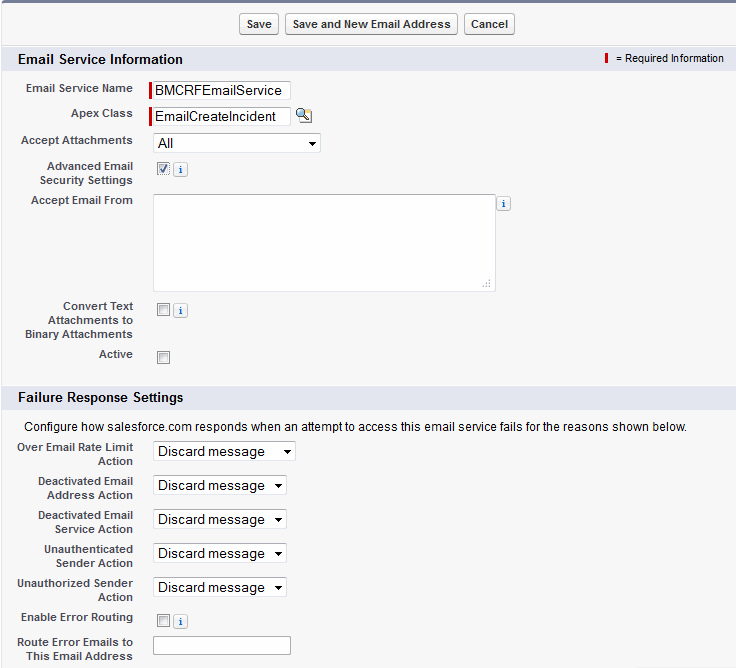 Save Save and New Email Address Cancel
Email Service Information = Required Information
Email Service Name BMCRFEmailService
Apex Class EmailCreateIncident
Accept Attachments All
Advanced Email
Security Settings
Accept Email From
Convert Text
Attachments to
Binary Attachments
Active
Failure Response Settings
Configure how salesforce.com responds when an attempt to access this email service fails for the reasons shown below.
Over Email Rate Limit
Action Discard message
Deactivated Email
Address Action Discard message
Deactivated Email
Service Action Discard message
Unauthenticated
Sender Action Discard message
Unauthorized Sender
Action Discard message
Enable Error Routing
Route Error Emails to
This Email Address